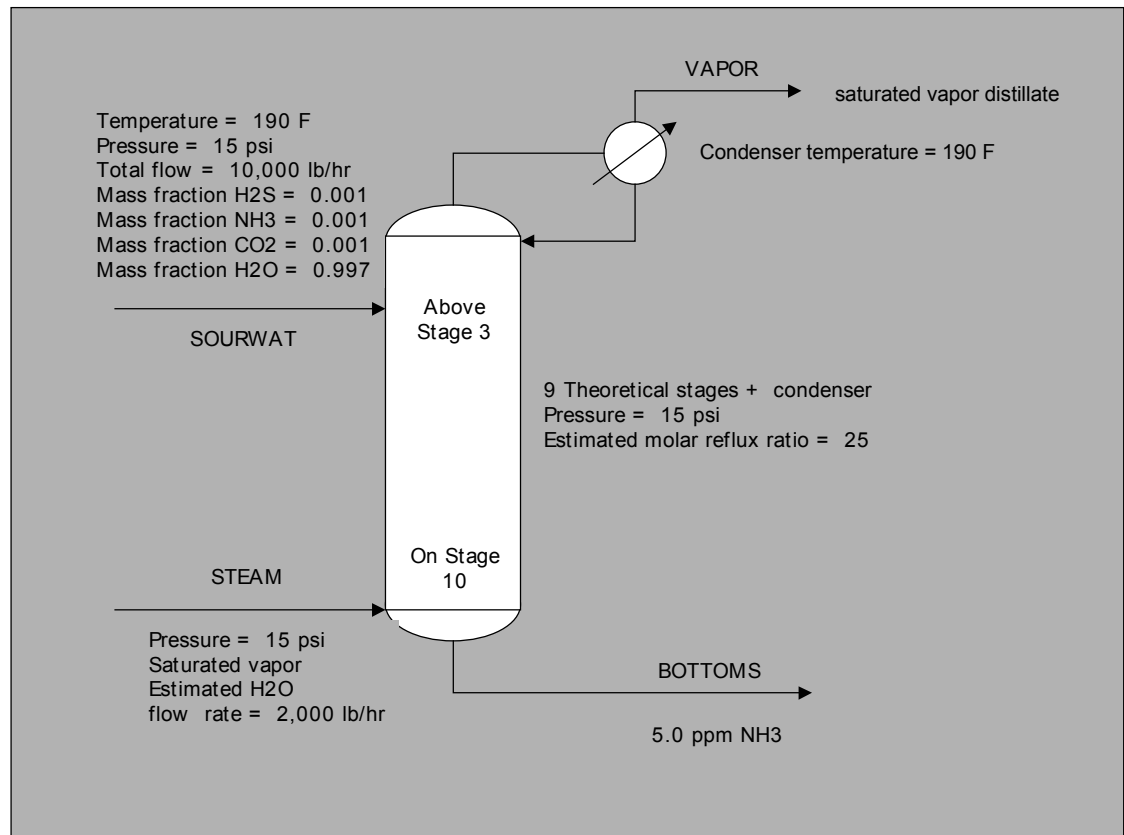 VAPOR
saturated vapor distillate
Temperature = 190 F
Pressure = 15 psi
Total flow = 10,000 lb/hr
Mass fraction H2S = 0.001
Mass fraction NH3 = 0.001
Mass fraction CO2 = 0.001
Mass fraction H2O = 0.997
Condenser temperature = 190 F
SOURWAT
Above
Stage 3
9 Theoretical stages + condenser
Pressure = 15 psi
Estimated molar reflux ratio = 25
On Stage
10
STEAM
Pressure = 15 psi
Saturated vapor
Estimated H2O
flow rate = 2,000 lb/hr
BOTTOMS
5.0 ppm NH3